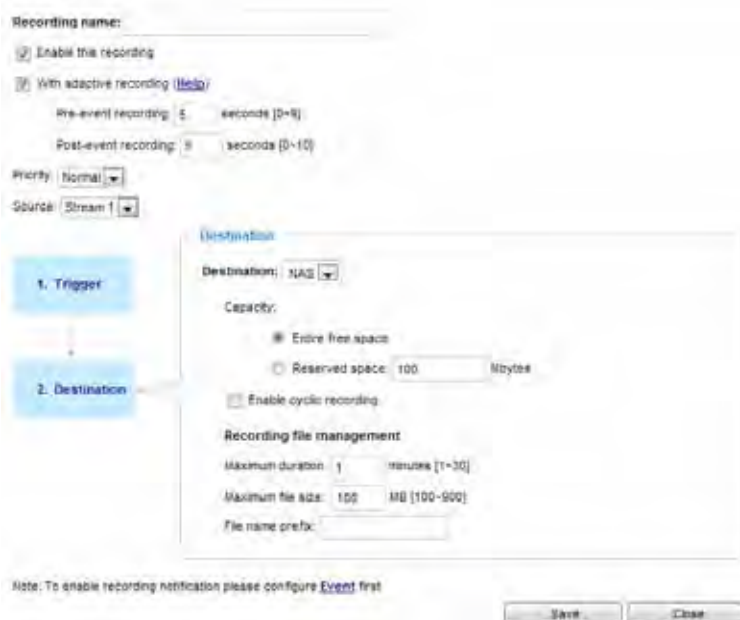 Recording name:
Enable this recording
With adaptive recording (Help)
Pre-event recording: 5 seconds [0~9]
Post-event recording: 5 seconds [0~10]
Priority: Normal
Source: Stream 1
Destination
1. Trigger
Destination: NAS
Capacity:
Entire free space
Reserved space: 100 Mbytes
2. Destination
Enable cyclic recording
Recording file management
Maximum duration: 1 minutes [1~30]
Maximum file size: 100 MB [100~900]
File name prefix:
Note: To enable recording notification please configure Event first
Save Close